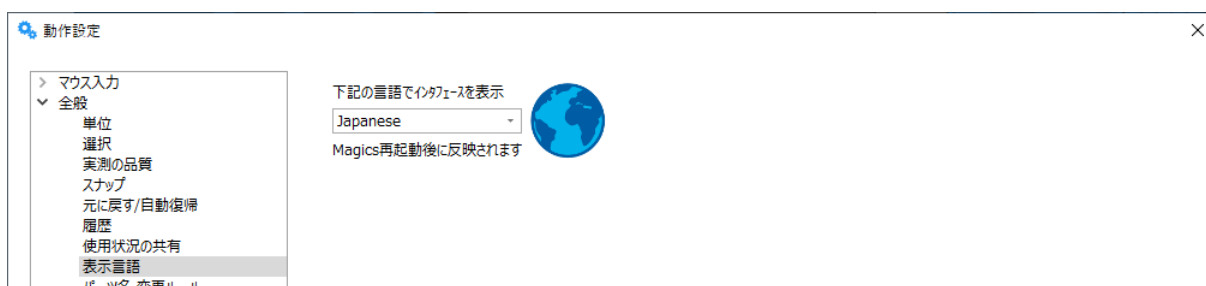 動作設定
マウス入力
全般
単位
選択
実測の品質
スナップ
元に戻す/自動復帰
履歴
使用状況の共有
表示言語
下記の言語でｲﾝﾀﾌｪｰｽを表示
Japanese
Magics再起動後に反映されます